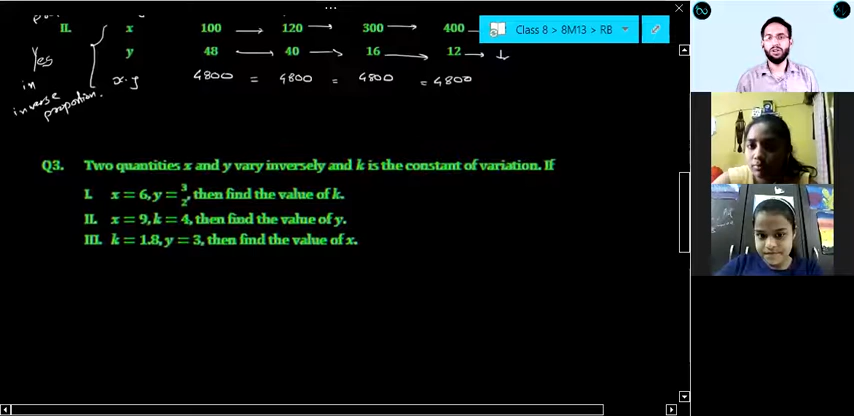 II. x 100 120 300 400
Class 8 > 8M13 > RB
Yes y 48 40 16 12
in x.y 4800 = 4800 = 4800 = 4800
inverse
proportion.
Q3. Two quantities x and y vary inversely and k is the constant of variation. If
I. x = 6, y = 3/2, then find the value of k.
II. x = 9, k = 4, then find the value of y.
III. k = 1.8, y = 3, then find the value of x.